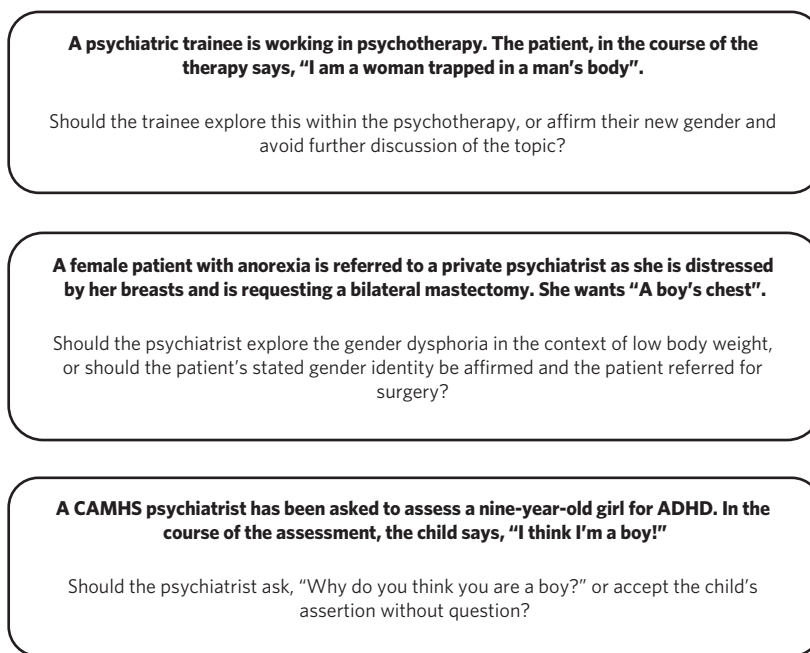 A psychiatric trainee is working in psychotherapy. The patient, in the course of the
therapy says, “I am a woman trapped in a man’s body”.
Should the trainee explore this within the psychotherapy, or affirm their new gender and
avoid further discussion of the topic?
A female patient with anorexia is referred to a private psychiatrist as she is distressed
by her breasts and is requesting a bilateral mastectomy. She wants “A boy’s chest”.
Should the psychiatrist explore the gender dysphoria in the context of low body weight,
or should the patient’s stated gender identity be affirmed and the patient referred for
surgery?
A CAMHS psychiatrist has been asked to assess a nine-year-old girl for ADHD. In the
course of the assessment, the child says, “I think I’m a boy!”
Should the psychiatrist ask, “Why do you think you are a boy?” or accept the child’s
assertion without question?